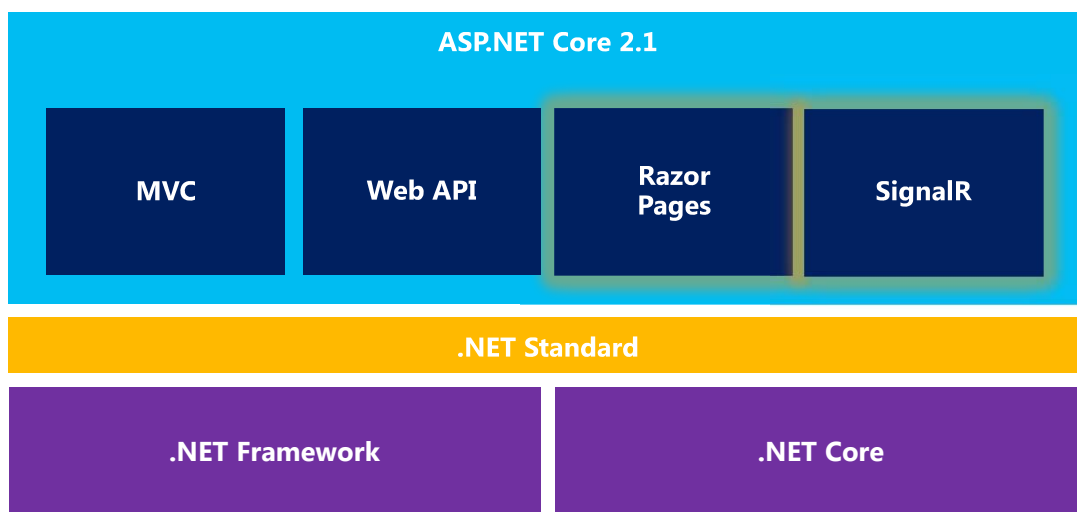 ASP.NET Core 2.1
MVC
Web API
Razor
Pages
SignalR
.NET Standard
.NET Framework
.NET Core